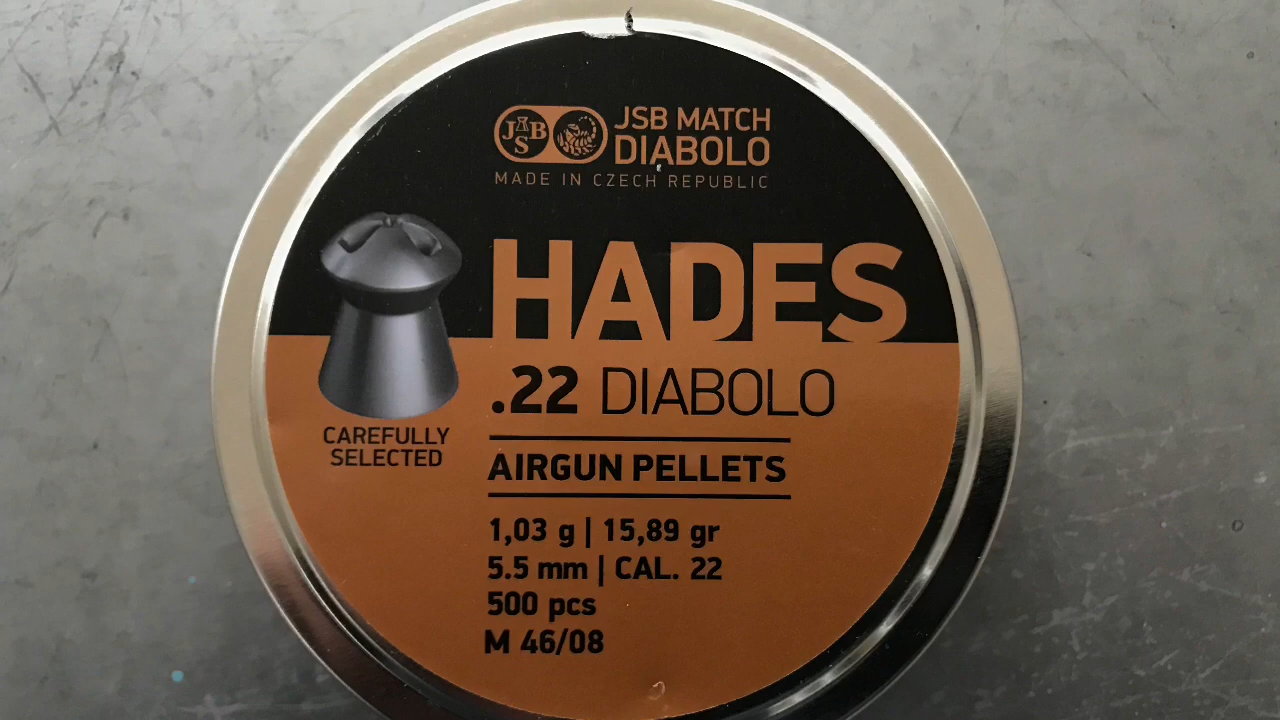 JSB
JSB MATCH
DIABOLO
MADE IN CZECH REPUBLIC
HADES
.22 DIABOLO
CAREFULLY
SELECTED
AIRGUN PELLETS
1,03 g | 15,89 gr
5.5 mm | CAL. 22
500 pcs
M 46/08